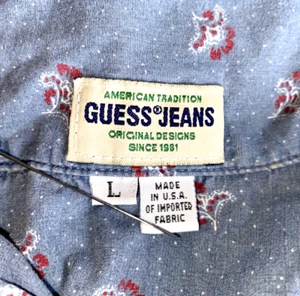 AMERICAN TRADITION
GUESS®JEANS
ORIGINAL DESIGNS
SINCE 1981
L
MADE
IN U.S.A.
OF IMPORTED
FABRIC